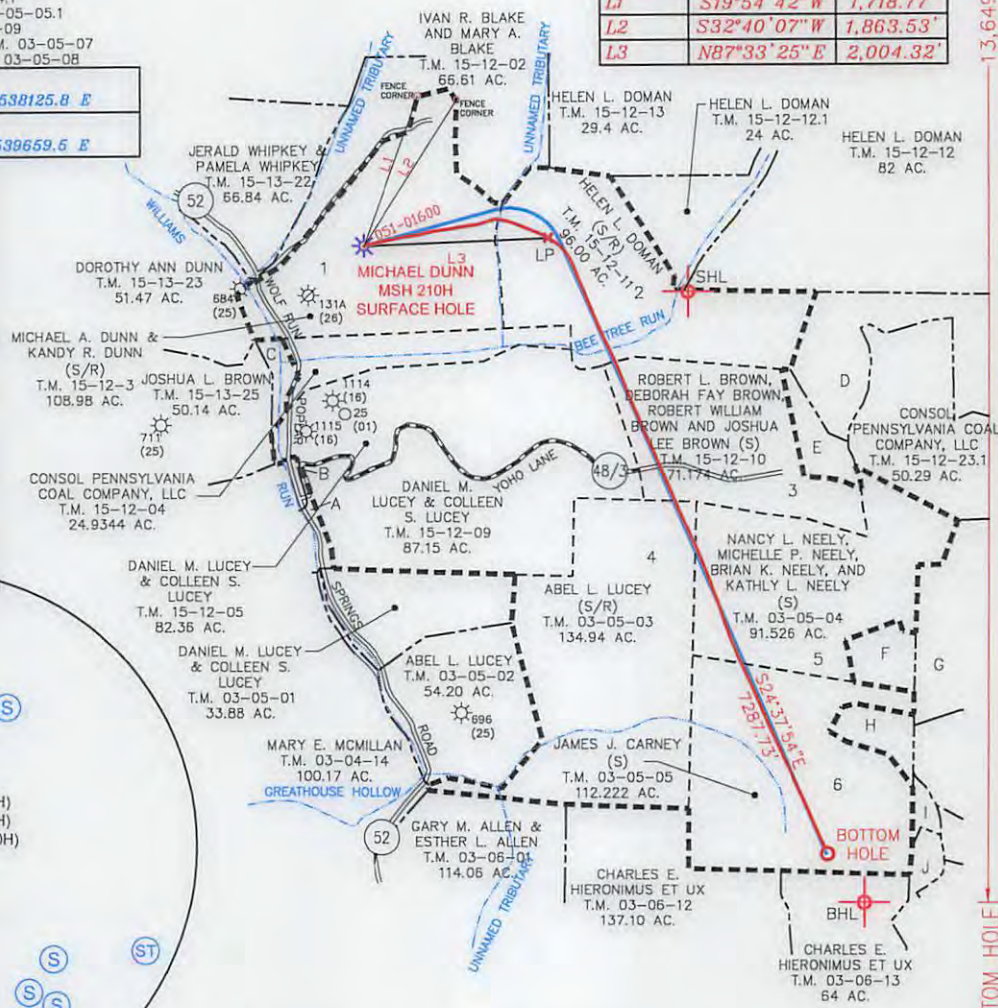 05-05.1
09
M. 03-05-07
03-05-08
538125.8 E
539659.5 E
L1 S19°54'42"W 1,718.77'
L2 S32°40'07"W 1,863.53'
L3 N87°33'25"E 2,004.32'
13,649
IVAN R. BLAKE
AND MARY A.
BLAKE
T.M. 15-12-02
66.61 AC.
UNNAMED TRIBUTARY
UNNAMED TRIBUTARY
FENCE
CORNER
FENCE
CORNER
HELEN L. DOMAN
T.M. 15-12-13
29.4 AC.
HELEN L. DOMAN
T.M. 15-12-12.1
24 AC.
HELEN L. DOMAN
T.M. 15-12-12
82 AC.
JERALD WHIPKEY &
PAMELA WHIPKEY
T.M. 15-13-22
66.84 AC.
52
WILLIAMS
L1
L2
051-01600
L3
LP
HELEN L. DOMAN
(S/R)
T.M. 15-12-11
96.00 AC.
1
2
SHL
MICHAEL DUNN
MSH 210H
SURFACE HOLE
DOROTHY ANN DUNN
T.M. 15-13-23
51.47 AC.
684
(25)
131A
(26)
WOLF RUN
BEE TREE RUN
MICHAEL A. DUNN &
KANDY R. DUNN
(S/R)
T.M. 15-12-3
108.98 AC.
JOSHUA L. BROWN
T.M. 15-13-25
50.14 AC.
C
711
(25)
1114
(16)
25
(01)
1115
(16)
POPLAR
RUN
ROBERT L. BROWN,
DEBORAH FAY BROWN,
ROBERT WILLIAM
BROWN AND JOSHUA
LEE BROWN (S)
T.M. 15-12-10
71.174 AC.
D
E
3
CONSOL
PENNSYLVANIA COAL
COMPANY, LLC
T.M. 15-12-23.1
50.29 AC.
CONSOL PENNSYLVANIA
COAL COMPANY, LLC
T.M. 15-12-04
24.9344 AC.
B
A
YOHO LANE
48/3
DANIEL M.
LUCEY & COLLEEN
S. LUCEY
T.M. 15-12-09
87.15 AC.
DANIEL M. LUCEY
& COLLEEN S.
LUCEY
T.M. 15-12-05
82.36 AC.
4
NANCY L. NEELY,
MICHELLE P. NEELY,
BRIAN K. NEELY, AND
KATHLY L. NEELY
(S)
T.M. 03-05-04
91.526 AC.
ABEL L. LUCEY
(S/R)
T.M. 03-05-03
134.94 AC.
SPRINGS
DANIEL M. LUCEY
& COLLEEN S.
LUCEY
T.M. 03-05-01
33.88 AC.
ABEL L. LUCEY
T.M. 03-05-02
54.20 AC.
696
(25)
5
F
G
H
S24°37'54"E
7287.73'
ROAD
MARY E. MCMILLAN
T.M. 03-04-14
100.17 AC.
GREATHOUSE HOLLOW
JAMES J. CARNEY
(S)
T.M. 03-05-05
112.222 AC.
6
I
J
52
GARY M. ALLEN &
ESTHER L. ALLEN
T.M. 03-06-01
114.06 AC.
BOTTOM
HOLE
UNNAMED TRIBUTARY
CHARLES E.
HIERONIMUS ET UX
T.M. 03-06-12
137.10 AC.
BHL
CHARLES E.
HIERONIMUS ET UX
T.M. 03-06-13
64 AC.
TOM HOLE
S
H)
H)
0H)
S
ST
S
S